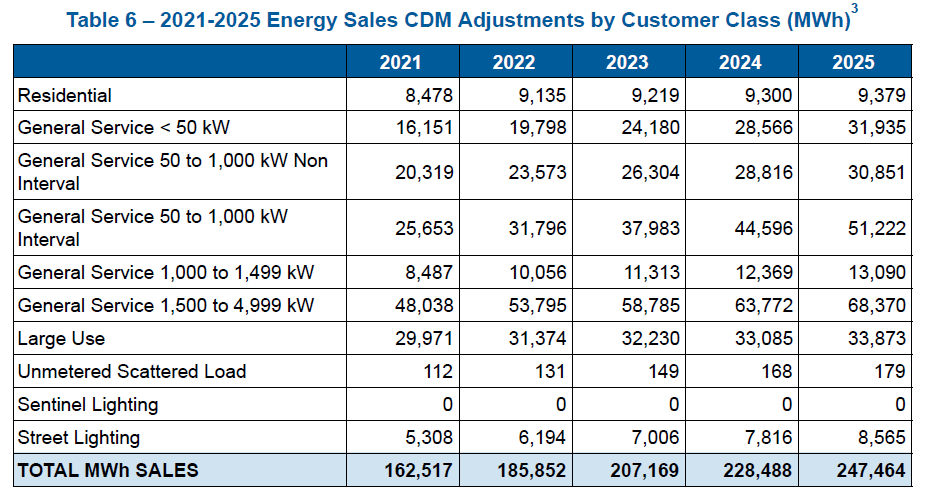 Table 6 – 2021-2025 Energy Sales CDM Adjustments by Customer Class (MWh)3
2021 2022 2023 2024 2025
Residential 8,478 9,135 9,219 9,300 9,379
General Service < 50 kW 16,151 19,798 24,180 28,566 31,935
General Service 50 to 1,000 kW Non
Interval 20,319 23,573 26,304 28,816 30,851
General Service 50 to 1,000 kW
Interval 25,653 31,796 37,983 44,596 51,222
General Service 1,000 to 1,499 kW 8,487 10,056 11,313 12,369 13,090
General Service 1,500 to 4,999 kW 48,038 53,795 58,785 63,772 68,370
Large Use 29,971 31,374 32,230 33,085 33,873
Unmetered Scattered Load 112 131 149 168 179
Sentinel Lighting 0 0 0 0 0
Street Lighting 5,308 6,194 7,006 7,816 8,565
TOTAL MWh SALES 162,517 185,852 207,169 228,488 247,464